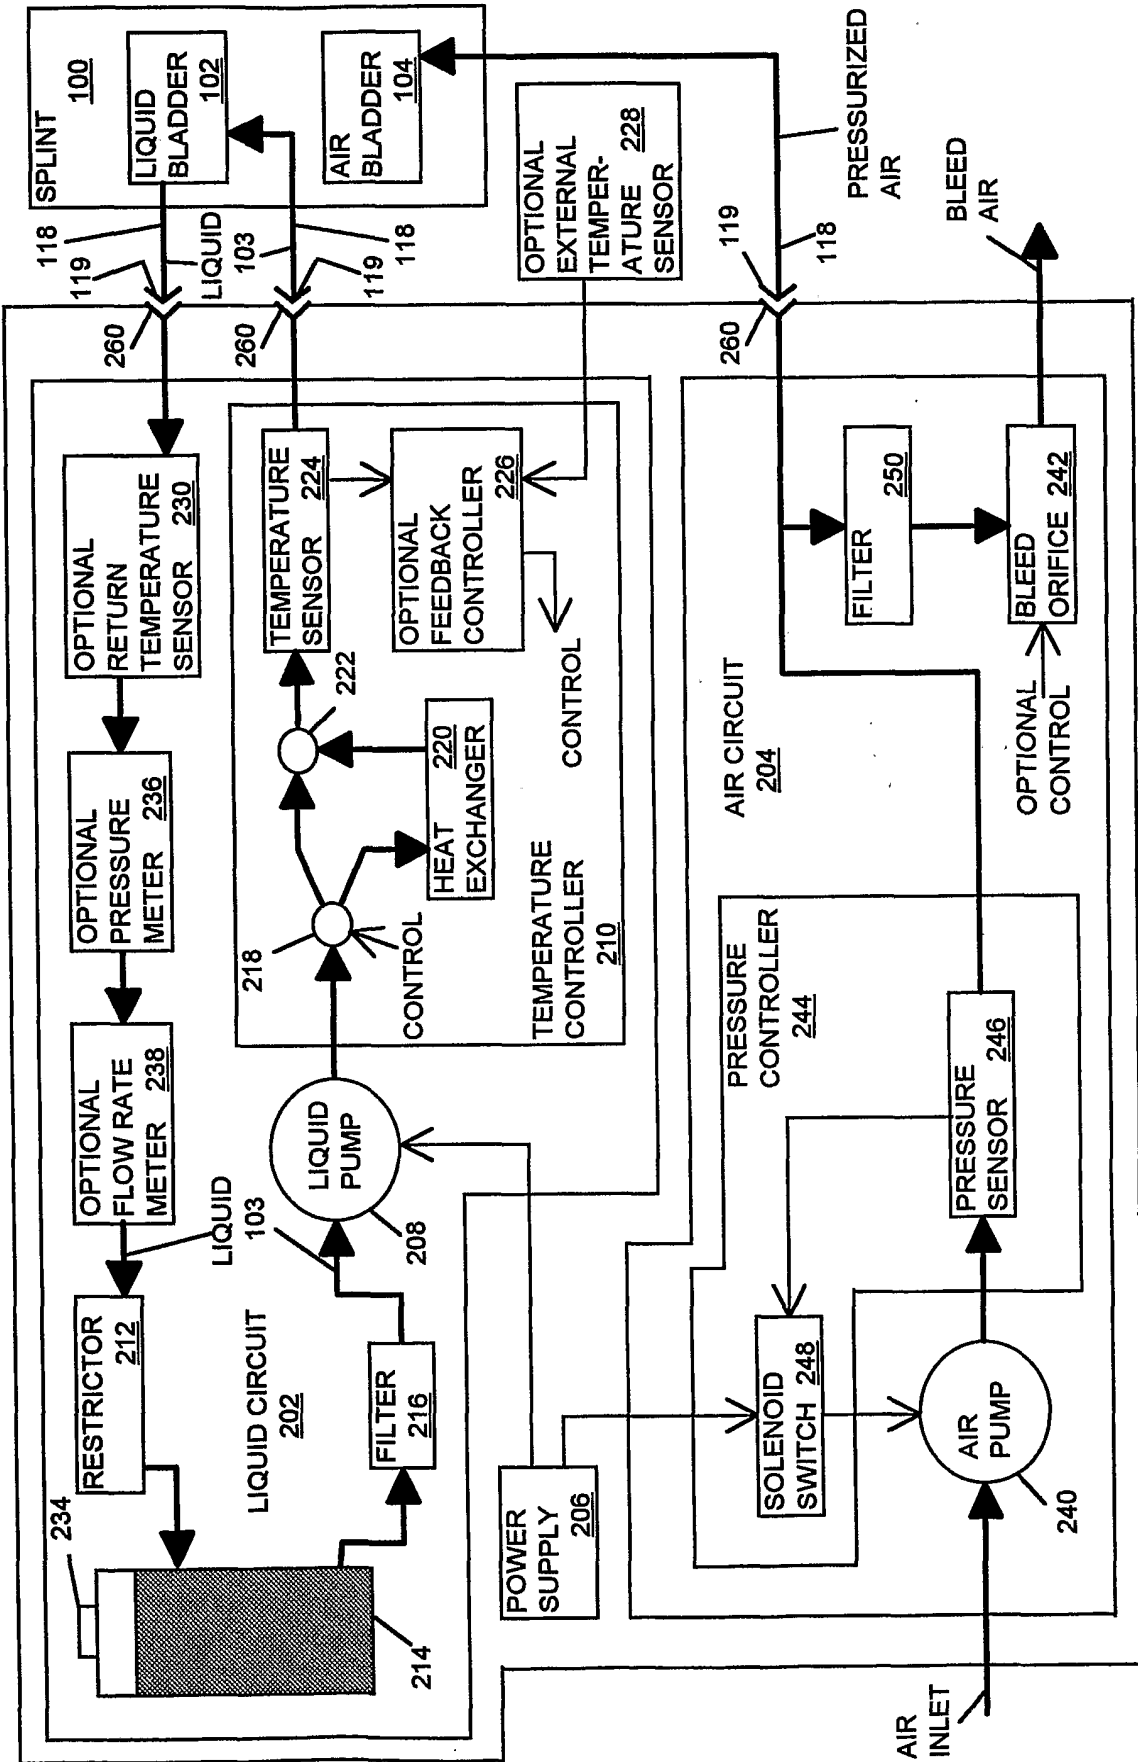 SPLINT
100
LIQUID
BLADDER
102
AIR
BLADDER
104
118
119
LIQUID
103
118
119
260
260
OPTIONAL
EXTERNAL
TEMPER-
ATURE 228
SENSOR
PRESSURIZED
AIR
119
118
260
BLEED
AIR
OPTIONAL
RETURN
TEMPERATURE
SENSOR 230
OPTIONAL
PRESSURE
METER 236
OPTIONAL
FLOW RATE
METER 238
LIQUID
103
RESTRICTOR
212
234
214
LIQUID CIRCUIT
202
FILTER
216
LIQUID
PUMP
208
218
CONTROL
222
HEAT 220
EXCHANGER
TEMPERATURE
SENSOR 224
OPTIONAL
FEEDBACK
CONTROLLER
226
CONTROL
TEMPERATURE
CONTROLLER
210
POWER
SUPPLY
206
AIR CIRCUIT
204
FILTER
250
BLEED
ORIFICE 242
OPTIONAL
CONTROL
PRESSURE
CONTROLLER
244
PRESSURE
SENSOR 246
SOLENOID
SWITCH 248
AIR
PUMP
240
AIR
INLET